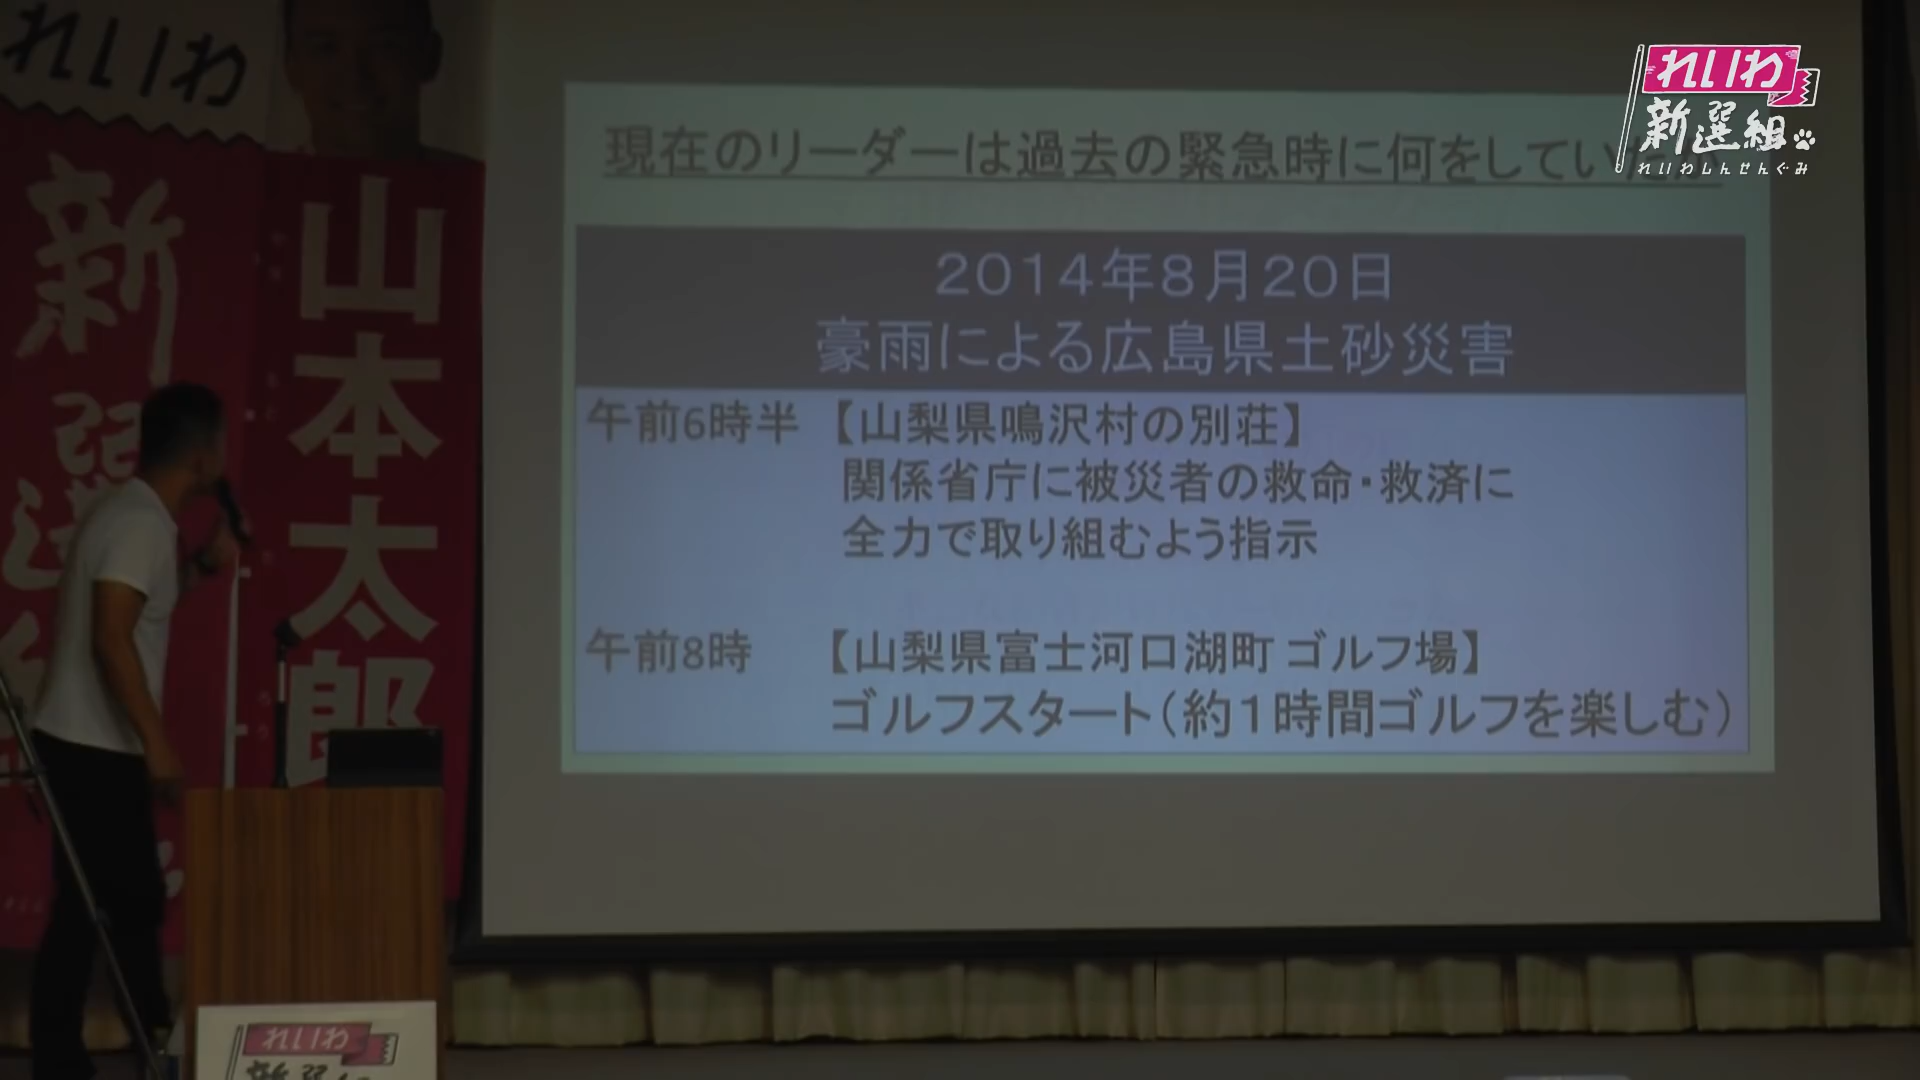 れいわ
新選組
れいわしんせんぐみ
れいわ
新選組
山本太郎
現在のリーダーは過去の緊急時に何をしてい
2014年8月20日
豪雨による広島県土砂災害
午前6時半 【山梨県鳴沢村の別荘】
関係省庁に被災者の救命・救済に
全力で取り組むよう指示
午前8時 【山梨県富士河口湖町 ゴルフ場】
ゴルフスタート(約1時間ゴルフを楽しむ)
れいわ
新選組